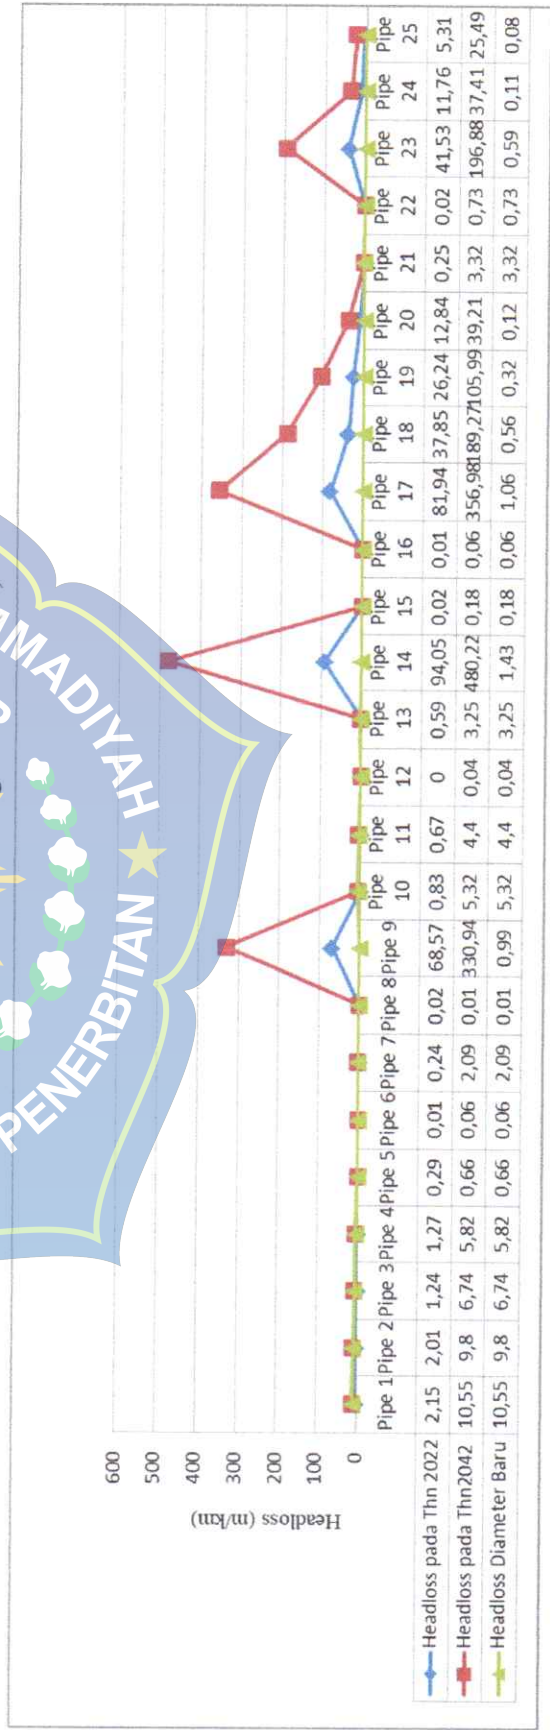 Headloss (m/km)
600
500
400
300
200
100
0
Pipe 1 Pipe 2 Pipe 3 Pipe 4 Pipe 5 Pipe 6 Pipe 7 Pipe 8 Pipe 9 Pipe 10 Pipe 11 Pipe 12 Pipe 13 Pipe 14 Pipe 15 Pipe 16 Pipe 17 Pipe 18 Pipe 19 Pipe 20 Pipe 21 Pipe 22 Pipe 23 Pipe 24 Pipe 25
Headloss pada Thn 2022 2,15 2,01 1,24 1,27 0,29 0,01 0,24 0,02 68,57 0,83 0,67 0 0,59 94,05 0,02 0,01 81,94 37,85 26,24 12,84 0,25 0,02 41,53 11,76 5,31
Headloss pada Thn2042 10,55 9,8 6,74 5,82 0,66 0,06 2,09 0,01 330,94 5,32 4,4 0,04 3,25 480,22 0,18 0,06 356,98 189,27 105,99 39,21 3,32 0,73 196,88 37,41 25,49
Headloss Diameter Baru 10,55 9,8 6,74 5,82 0,66 0,06 2,09 0,01 0,99 5,32 4,4 0,04 3,25 1,43 0,18 0,06 1,06 0,56 0,32 0,12 3,32 0,73 0,59 0,11 0,08
AMADIYAH
PENERBITAN